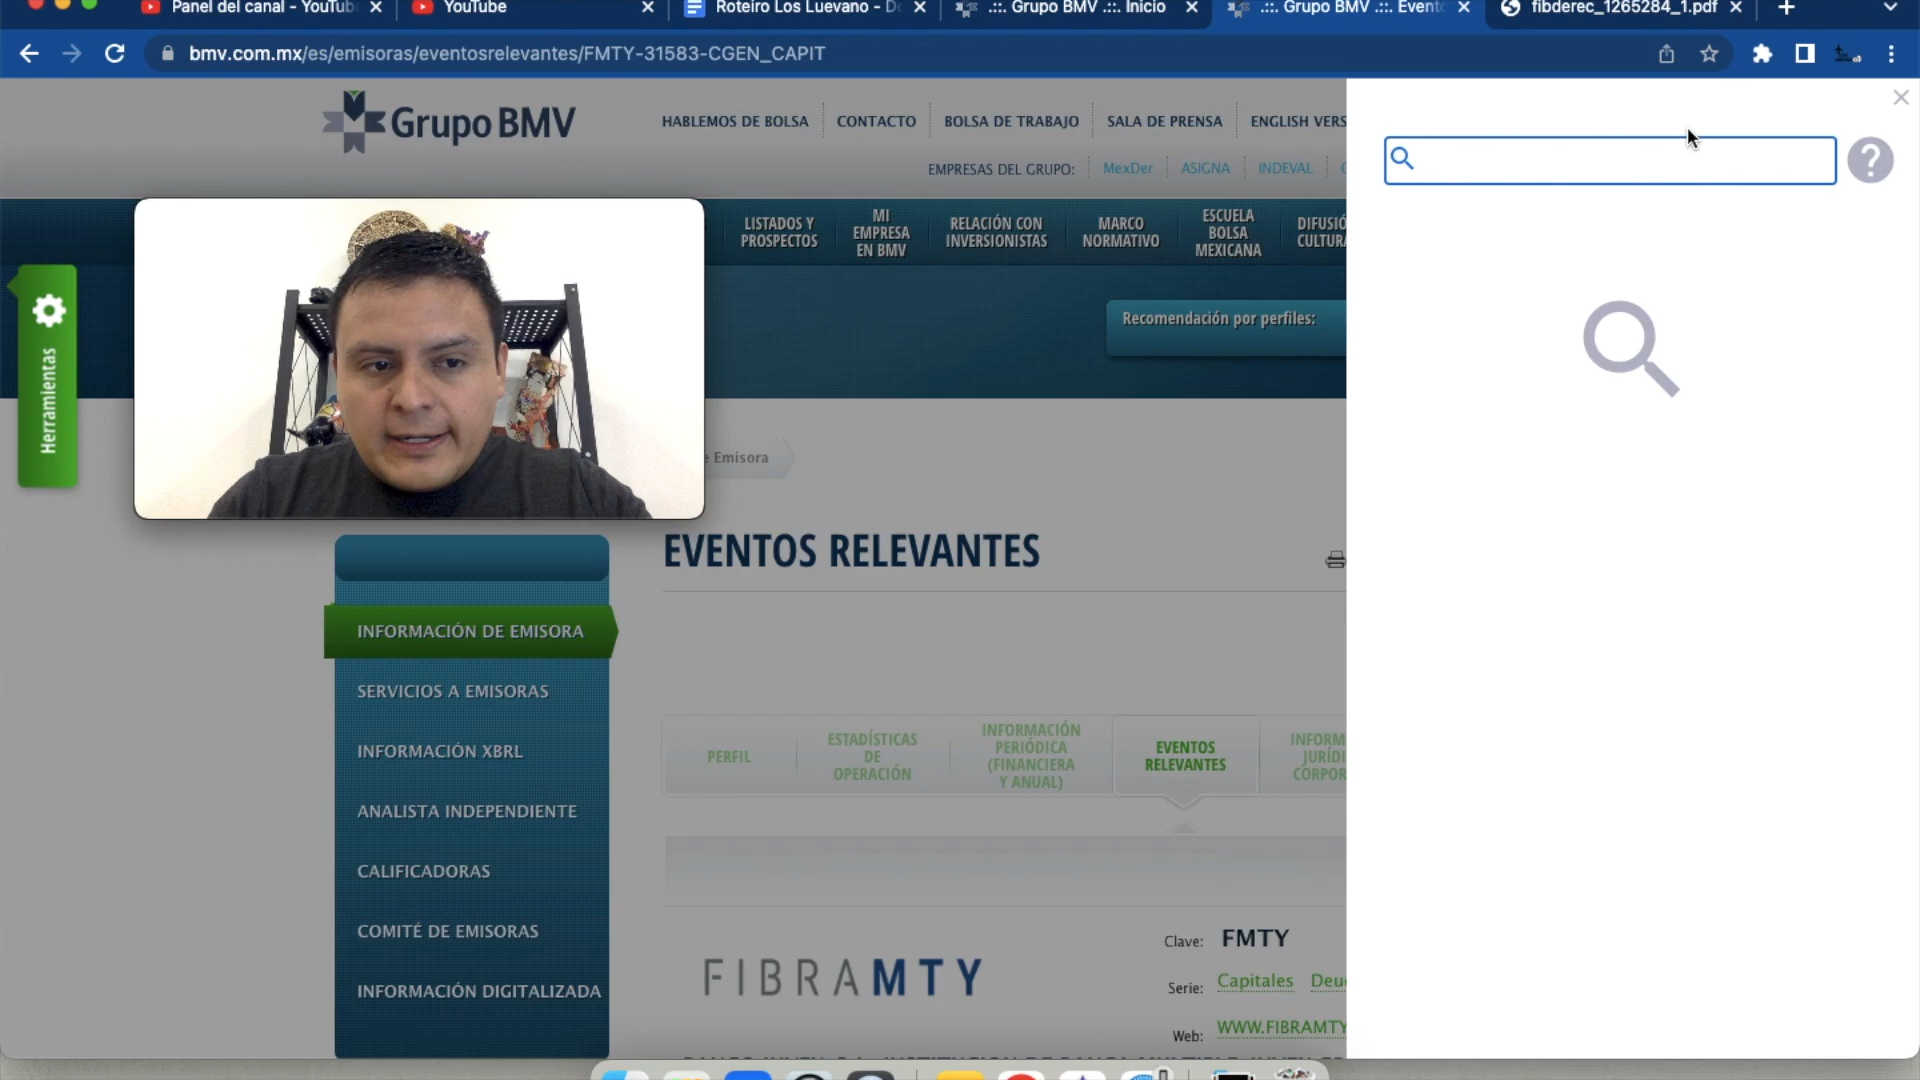 Panel del canal - YouTub
YouTube
Roteiro Los Luevano - D
.::. Grupo BMV .::. Inicio
.::. Grupo BMV .::. Evento
fibderec_1265284_1.pdf
bmv.com.mx/es/emisoras/eventosrelevantes/FMTY-31583-CGEN_CAPIT
Grupo BMV
HABLEMOS DE BOLSA
CONTACTO
BOLSA DE TRABAJO
SALA DE PRENSA
ENGLISH VERS
EMPRESAS DEL GRUPO:
MexDer
ASIGNA
INDEVAL
LISTADOS Y
PROSPECTOS
MI
EMPRESA
EN BMV
RELACIÓN CON
INVERSIONISTAS
MARCO
NORMATIVO
ESCUELA
BOLSA
MEXICANA
DIFUSIÓ
CULTURA
Recomendación por perfiles:
Herramientas
e Emisora
EVENTOS RELEVANTES
INFORMACIÓN DE EMISORA
SERVICIOS A EMISORAS
INFORMACIÓN XBRL
ANALISTA INDEPENDIENTE
CALIFICADORAS
COMITÉ DE EMISORAS
INFORMACIÓN DIGITALIZADA
PERFIL
ESTADÍSTICAS
DE
OPERACIÓN
INFORMACIÓN
PERIÓDICA
(FINANCIERA
Y ANUAL)
EVENTOS
RELEVANTES
INFORM
JURÍDI
CORPOR
FIBRAMTY
Clave: FMTY
Serie: Capitales Deud
Web: WWW.FIBRAMTY